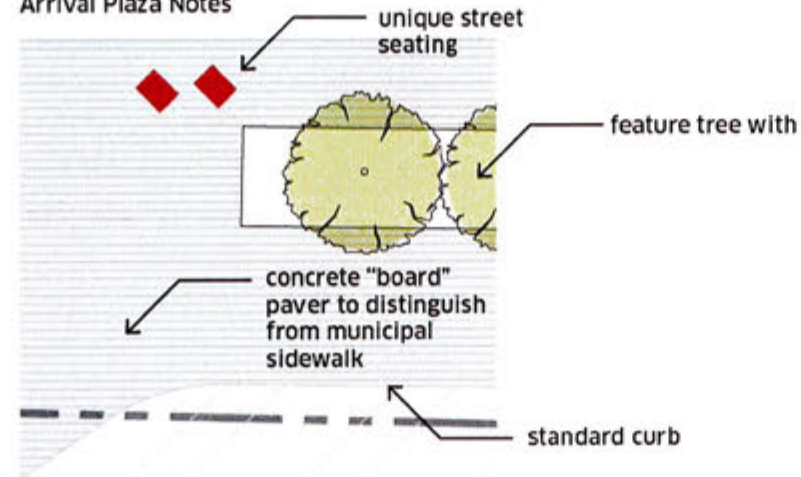 Arrival Plaza Notes
unique street
seating
feature tree with
concrete "board"
paver to distinguish
from municipal
sidewalk
standard curb